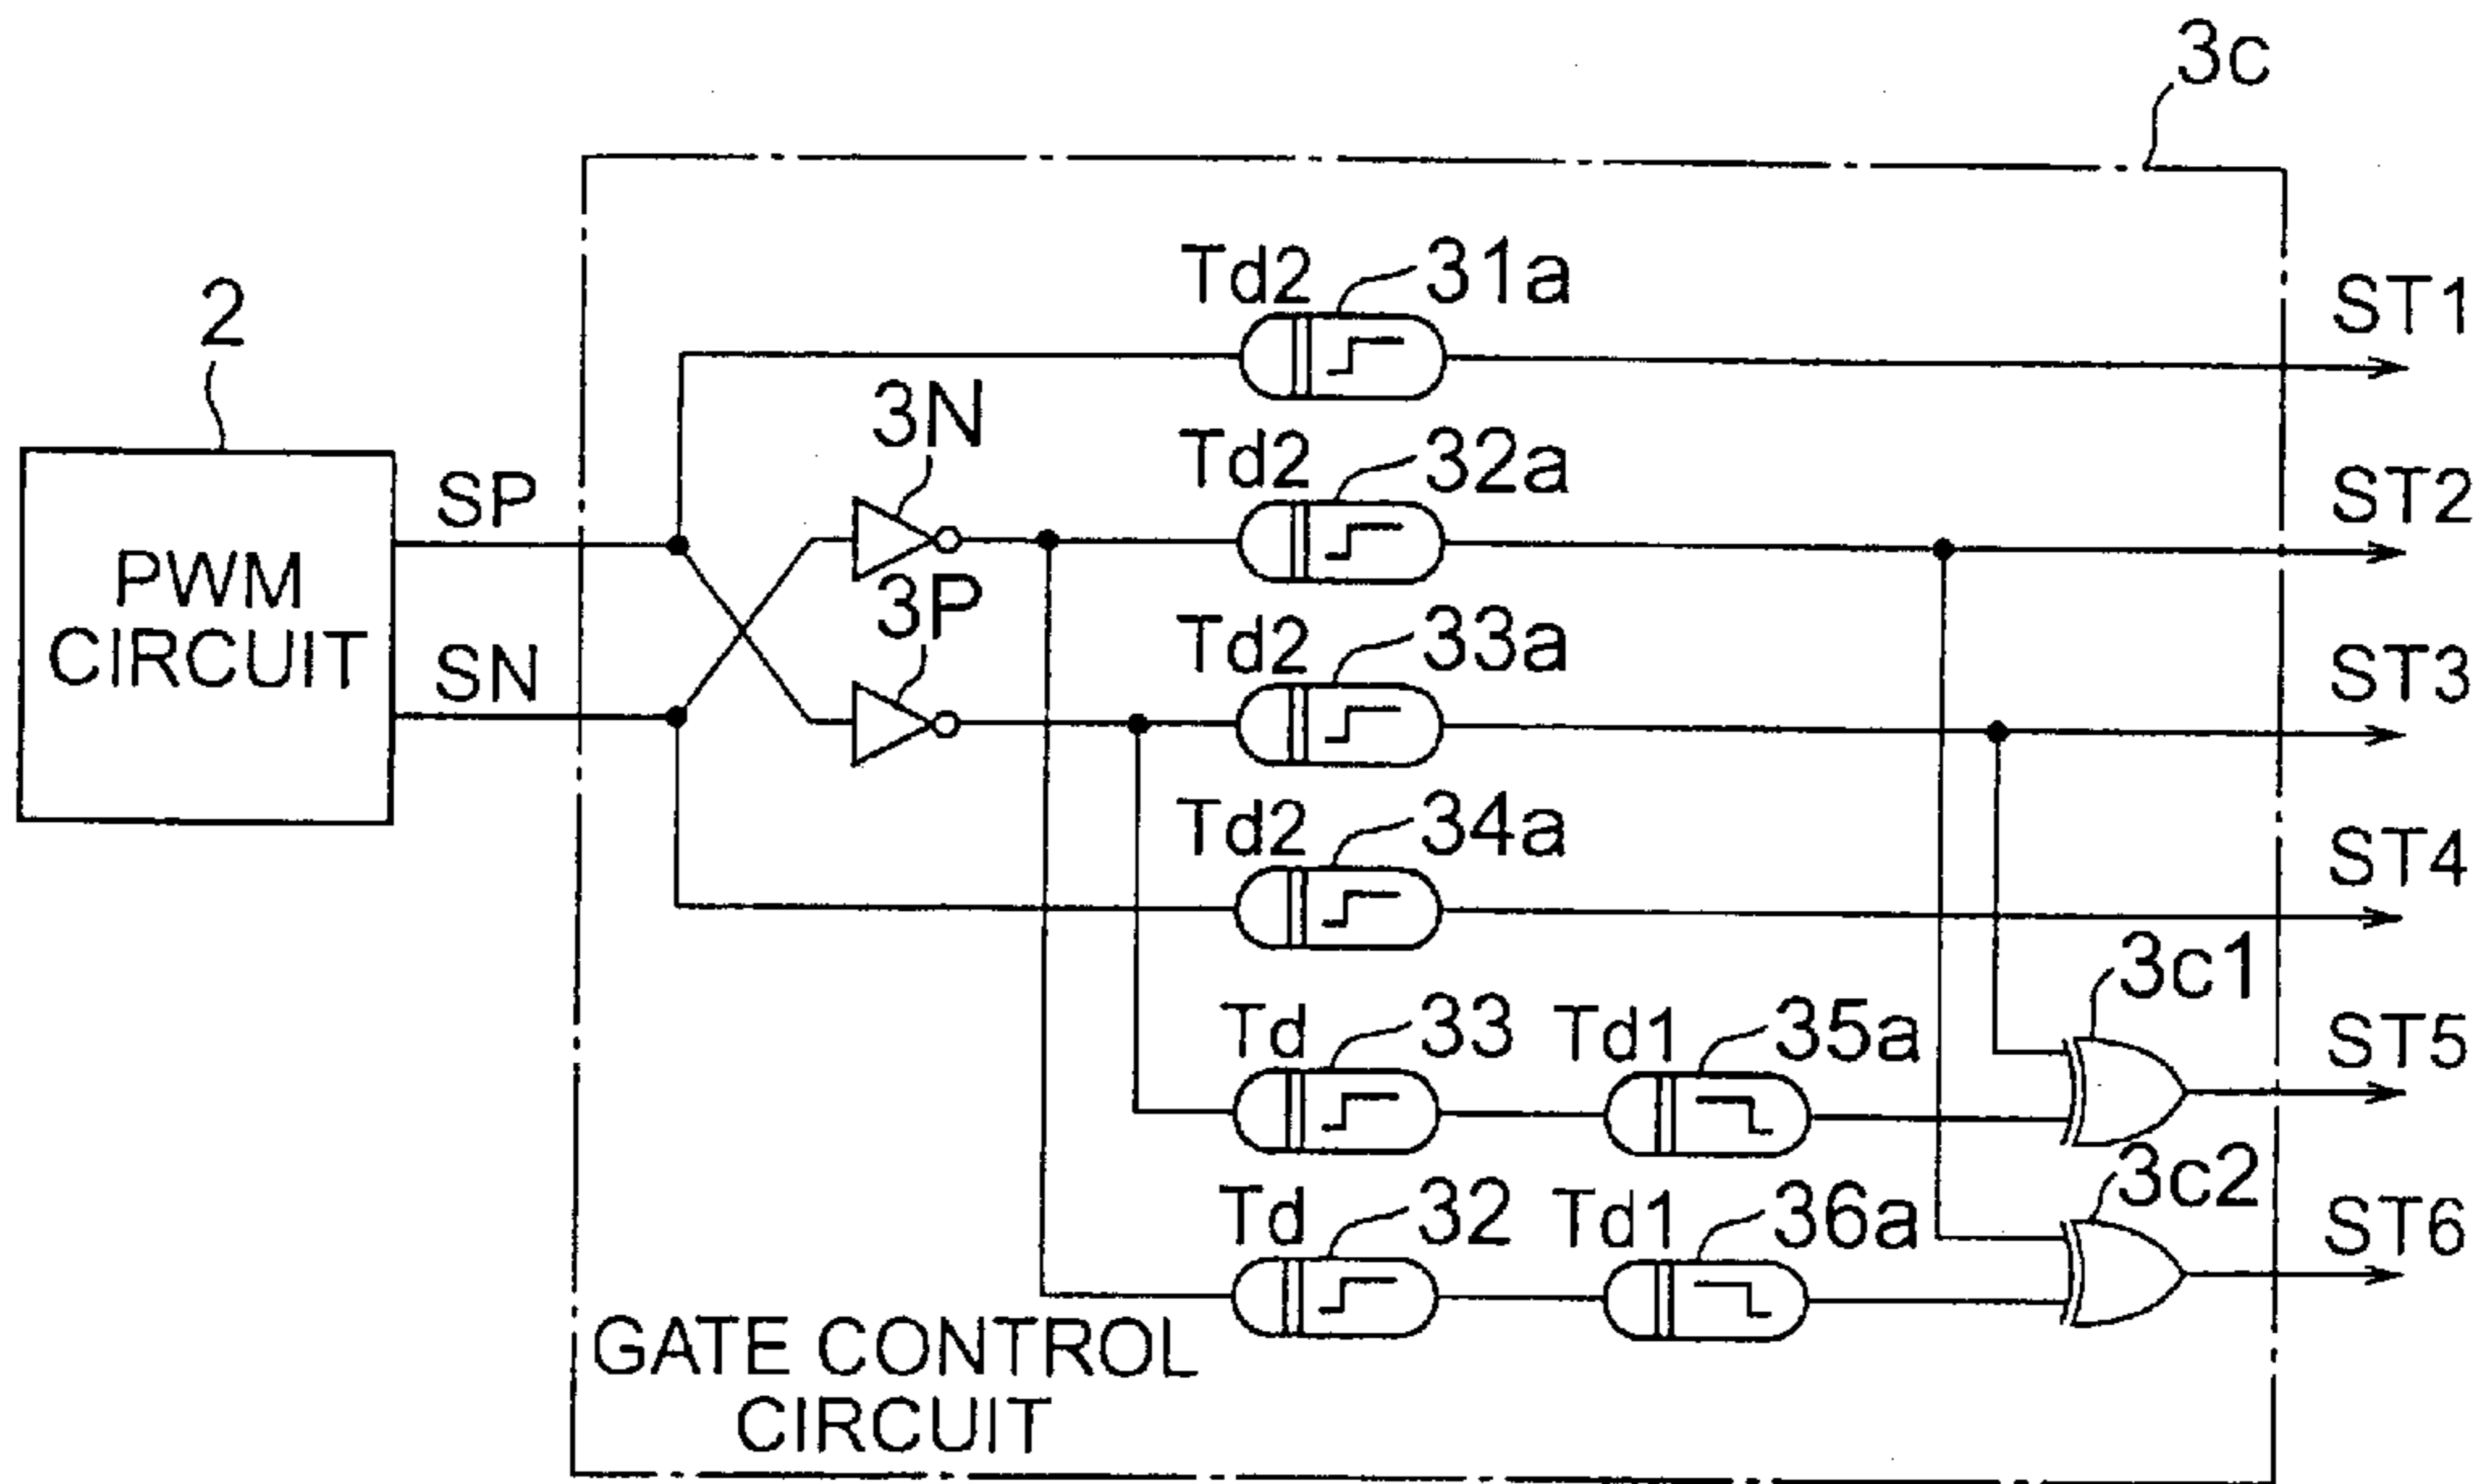 3c
Td2 31a
ST1
2
3N
Td2 32a
ST2
SP
PWM
CIRCUIT
3P
Td2 33a
ST3
SN
Td2 34a
ST4
3c1
Td 33 Td1 35a
ST5
3c2
Td 32 Td1 36a
ST6
GATE CONTROL
CIRCUIT